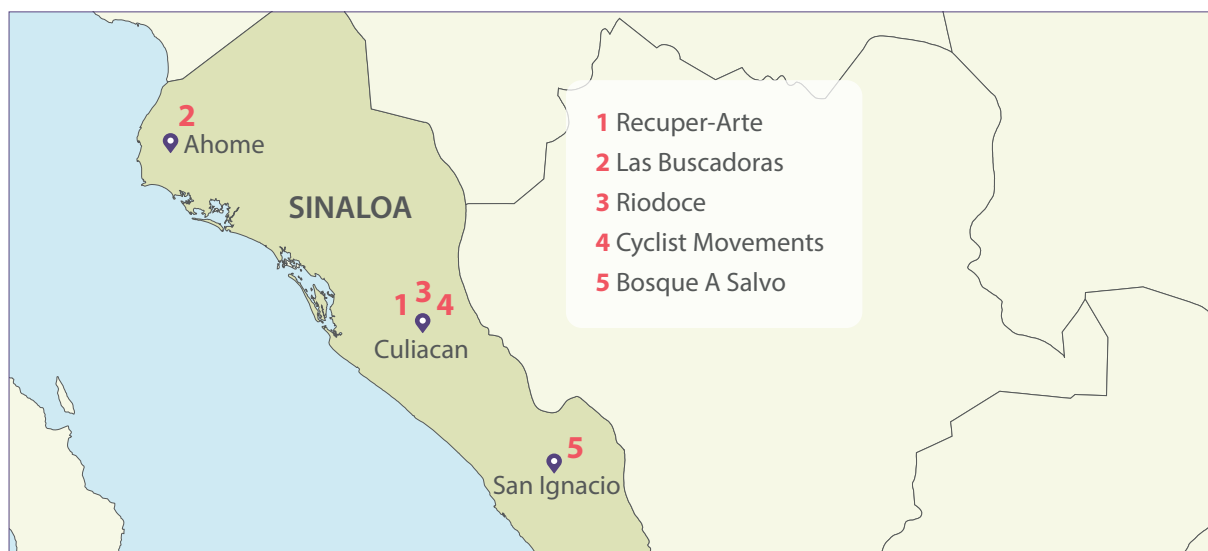 2
Ahome
SINALOA
1 3 4
Culiacan
5
San Ignacio
1 Recuper-Arte
2 Las Buscadoras
3 Riodoce
4 Cyclist Movements
5 Bosque A Salvo